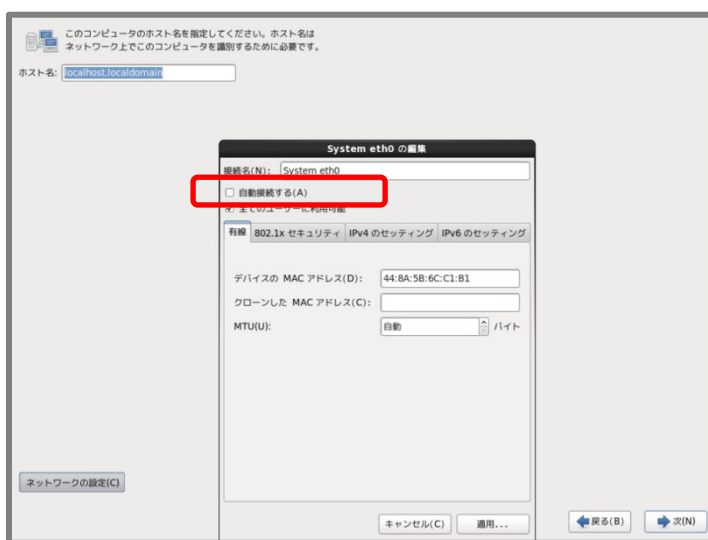 このコンピュータのホスト名を指定してください。ホスト名は
ネットワーク上でこのコンピュータを識別するために必要です。
ホスト名: localhost.localdomain
System eth0 の編集
接続名(N): System eth0
自動接続する(A)
全てのユーザーに利用可能
有線 802.1x セキュリティ IPv4 のセッティング IPv6 のセッティング
デバイスの MAC アドレス(D): 44:8A:5B:6C:C1:B1
クローンした MAC アドレス(C):
MTU(U): 自動 バイト
ネットワークの設定(C)
キャンセル(C) 適用...
戻る(B) 次(N)